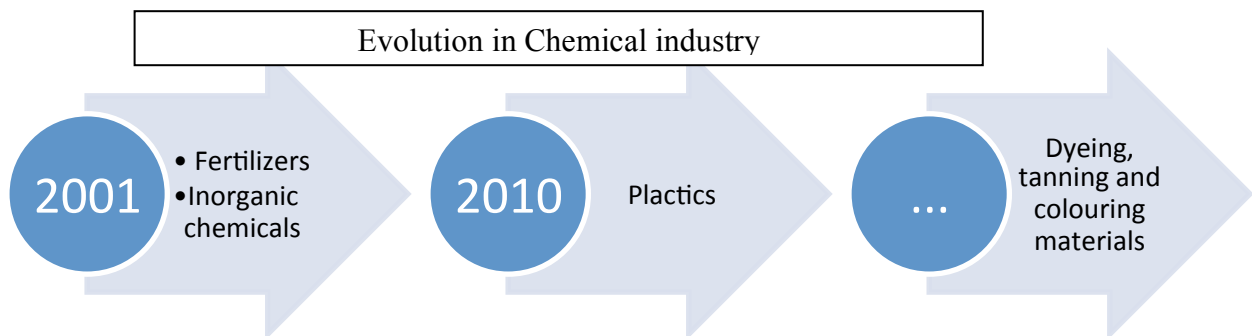 Evolution in Chemical industry
2001
• Fertilizers
•Inorganic
chemicals
2010
Plactics
...
Dyeing,
tanning and
colouring
materials